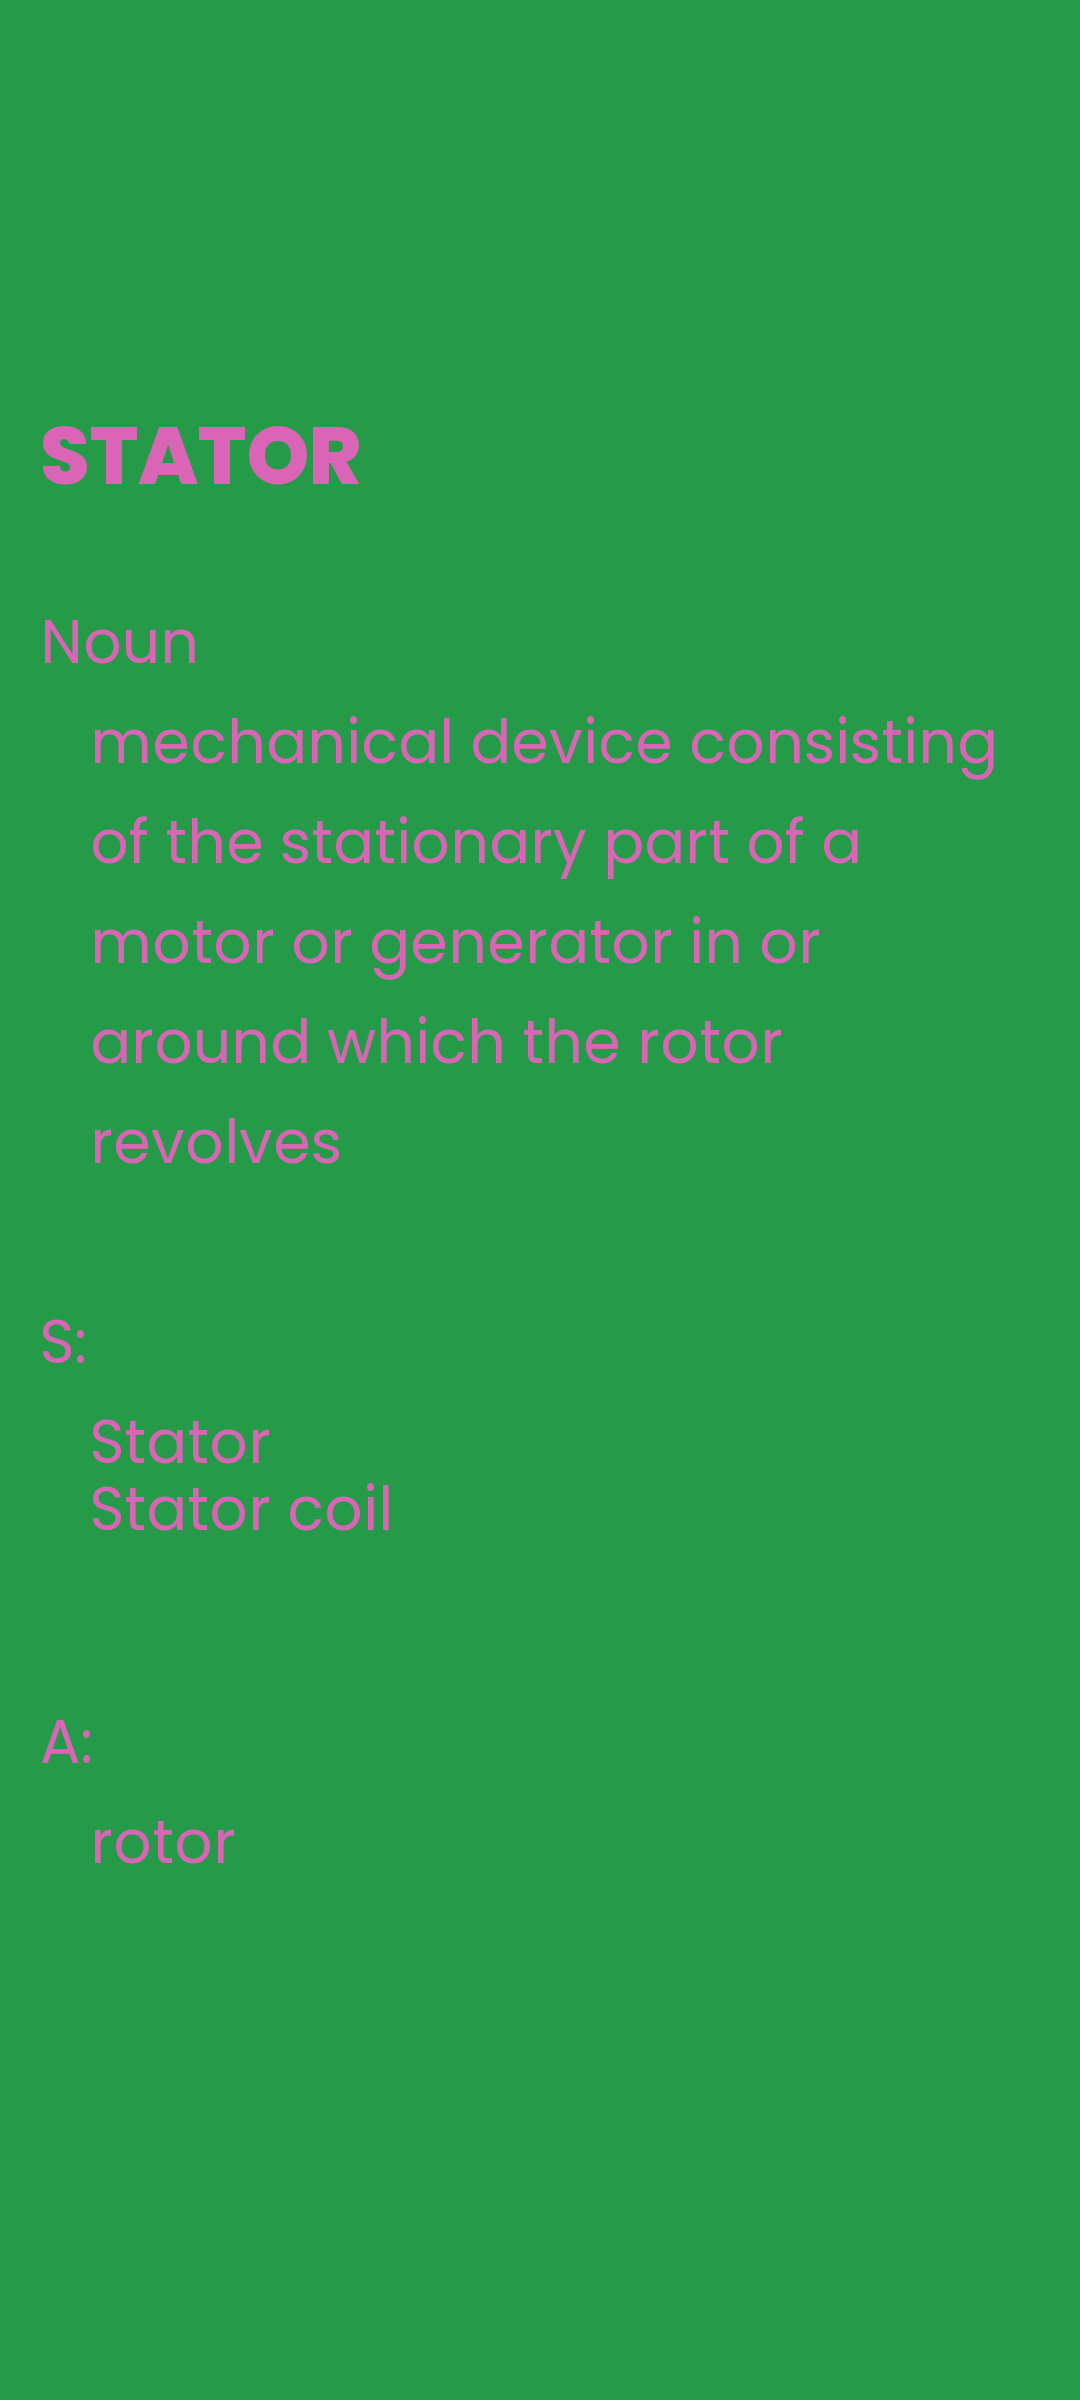 STATOR
Noun
mechanical device consisting
of the stationary part of a
motor or generator in or
around which the rotor
revolves
S:
Stator
Stator coil
A:
rotor